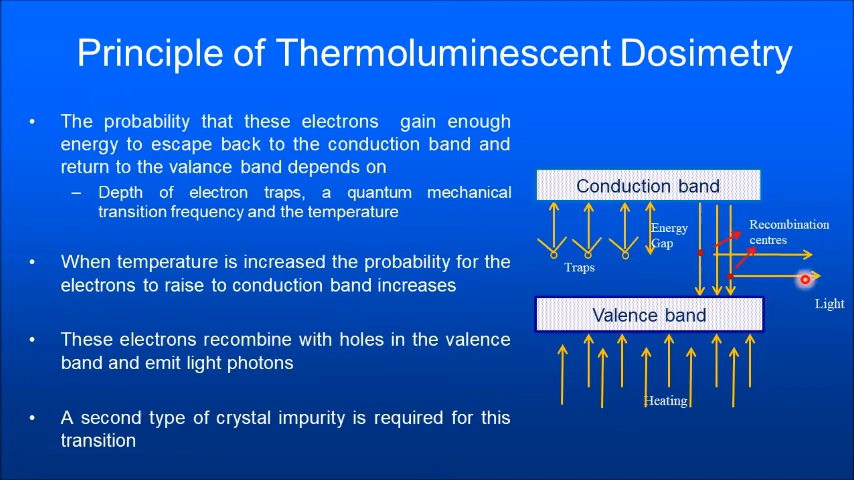 Principle of Thermoluminescent Dosimetry
• The probability that these electrons gain enough
energy to escape back to the conduction band and
return to the valance band depends on
– Depth of electron traps, a quantum mechanical
transition frequency and the temperature
• When temperature is increased the probability for the
electrons to raise to conduction band increases
• These electrons recombine with holes in the valence
band and emit light photons
• A second type of crystal impurity is required for this
transition
Conduction band
Energy
Gap
Recombination
centres
Traps
Light
Valence band
Heating